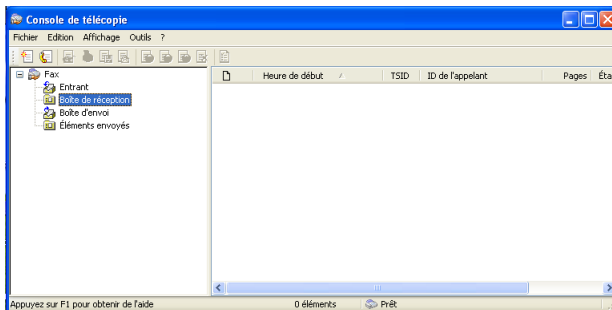 Console de télécopie
Fichier Edition Affichage Outils ?
Fax
Entrant
Boîte de réception
Boîte d'envoi
Éléments envoyés
Heure de début TSID ID de l'appelant Pages Éta
Appuyez sur F1 pour obtenir de l'aide 0 éléments Prêt